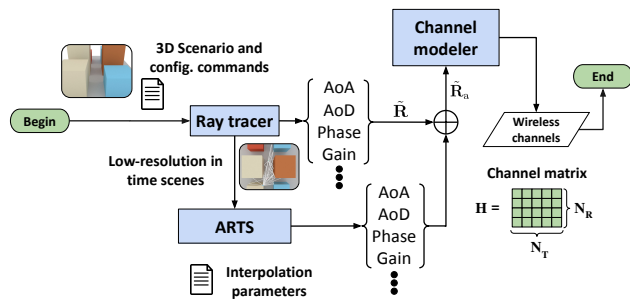 3D Scenario and
config. commands
Channel
modeler
End
Begin
Ray tracer
AoA
AoD
Phase
Gain
R̃
R̃a
Wireless
channels
Low-resolution in
time scenes
Channel matrix
H =
NR
NT
ARTS
AoA
AoD
Phase
Gain
Interpolation
parameters